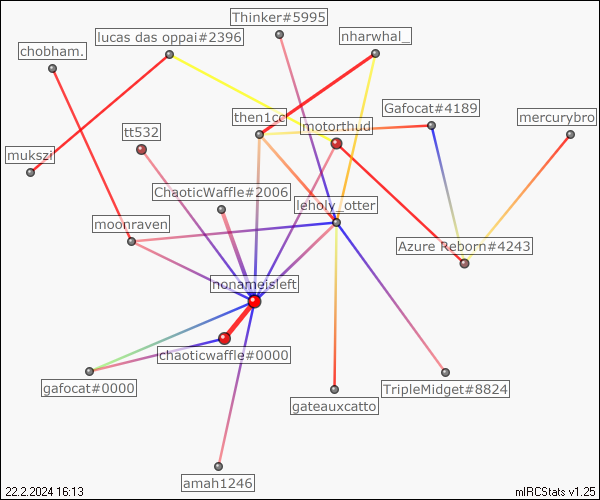 Thinker#5995
lucas das oppai#2396
nharwhal_
chobham.
Gafocat#4189
then1cc
mercurybro
motorthud
tt532
mukszi
ChaoticWaffle#2006
leholy_otter
moonraven
Azure Reborn#4243
nonameisleft
chaoticwaffle#0000
gafocat#0000
TripleMidget#8824
gateauxcatto
amah1246
22.2.2024 16:13
mIRCStats v1.25